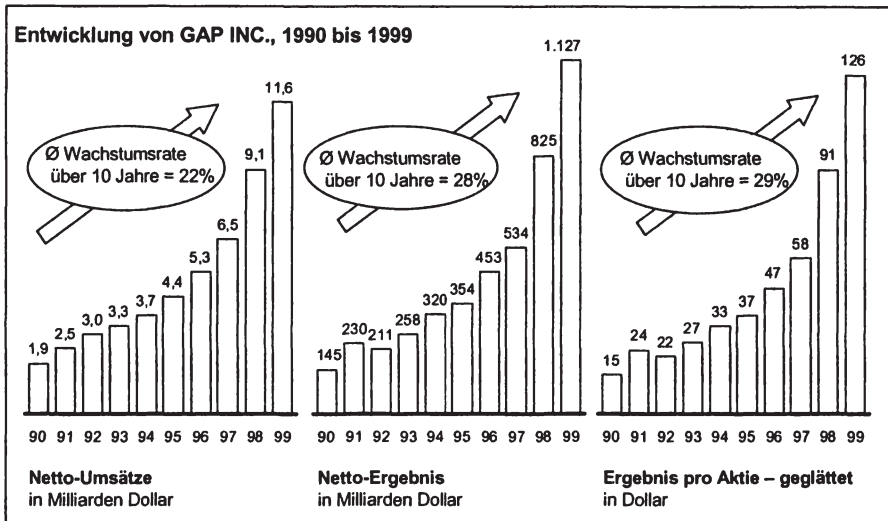 Entwicklung von GAP INC., 1990 bis 1999
Ø Wachstumsrate
über 10 Jahre = 22%
1,9
2,5
3,0
3,3
3,7
4,4
5,3
6,5
9,1
11,6
90 91 92 93 94 95 96 97 98 99
Netto-Umsätze
in Milliarden Dollar
Ø Wachstumsrate
über 10 Jahre = 28%
145
230
211
258
320
354
453
534
825
1.127
90 91 92 93 94 95 96 97 98 99
Netto-Ergebnis
in Milliarden Dollar
Ø Wachstumsrate
über 10 Jahre = 29%
15
24
22
27
33
37
47
58
91
126
90 91 92 93 94 95 96 97 98 99
Ergebnis pro Aktie – geglättet
in Dollar